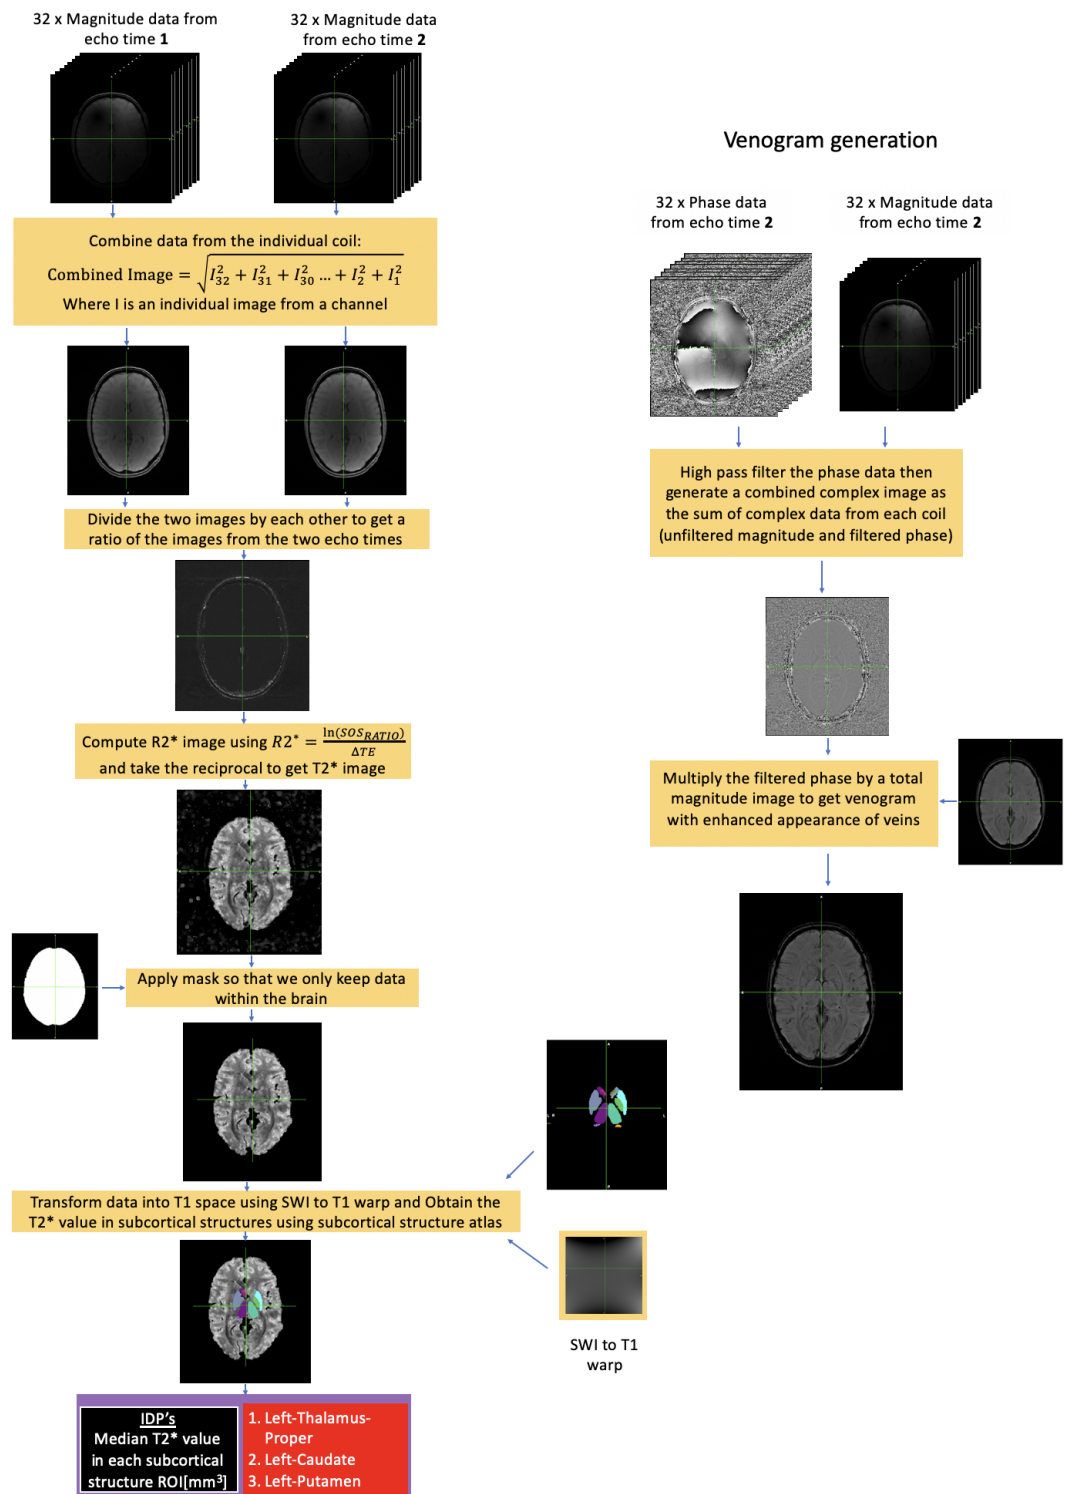 32 x Magnitude data from
echo time 1
32 x Magnitude data
from echo time 2
Combine data from the individual coil:
Combined Image = √(I₃₂² + I₃₁² + I₃₀² … + I₂² + I₁²)
Where I is an individual image from a channel
Divide the two images by each other to get a
ratio of the images from the two echo times
Compute R2* image using R2* = ln(SOS_RATIO)/ΔTE
and take the reciprocal to get T2* image
Apply mask so that we only keep data
within the brain
Transform data into T1 space using SWI to T1 warp and Obtain the
T2* value in subcortical structures using subcortical structure atlas
SWI to T1
warp
IDP's
Median T2* value
in each subcortical
structure ROI[mm³]
1. Left-Thalamus-
Proper
2. Left-Caudate
3. Left-Putamen
Venogram generation
32 x Phase data
from echo time 2
32 x Magnitude data
from echo time 2
High pass filter the phase data then
generate a combined complex image as
the sum of complex data from each coil
(unfiltered magnitude and filtered phase)
Multiply the filtered phase by a total
magnitude image to get venogram
with enhanced appearance of veins